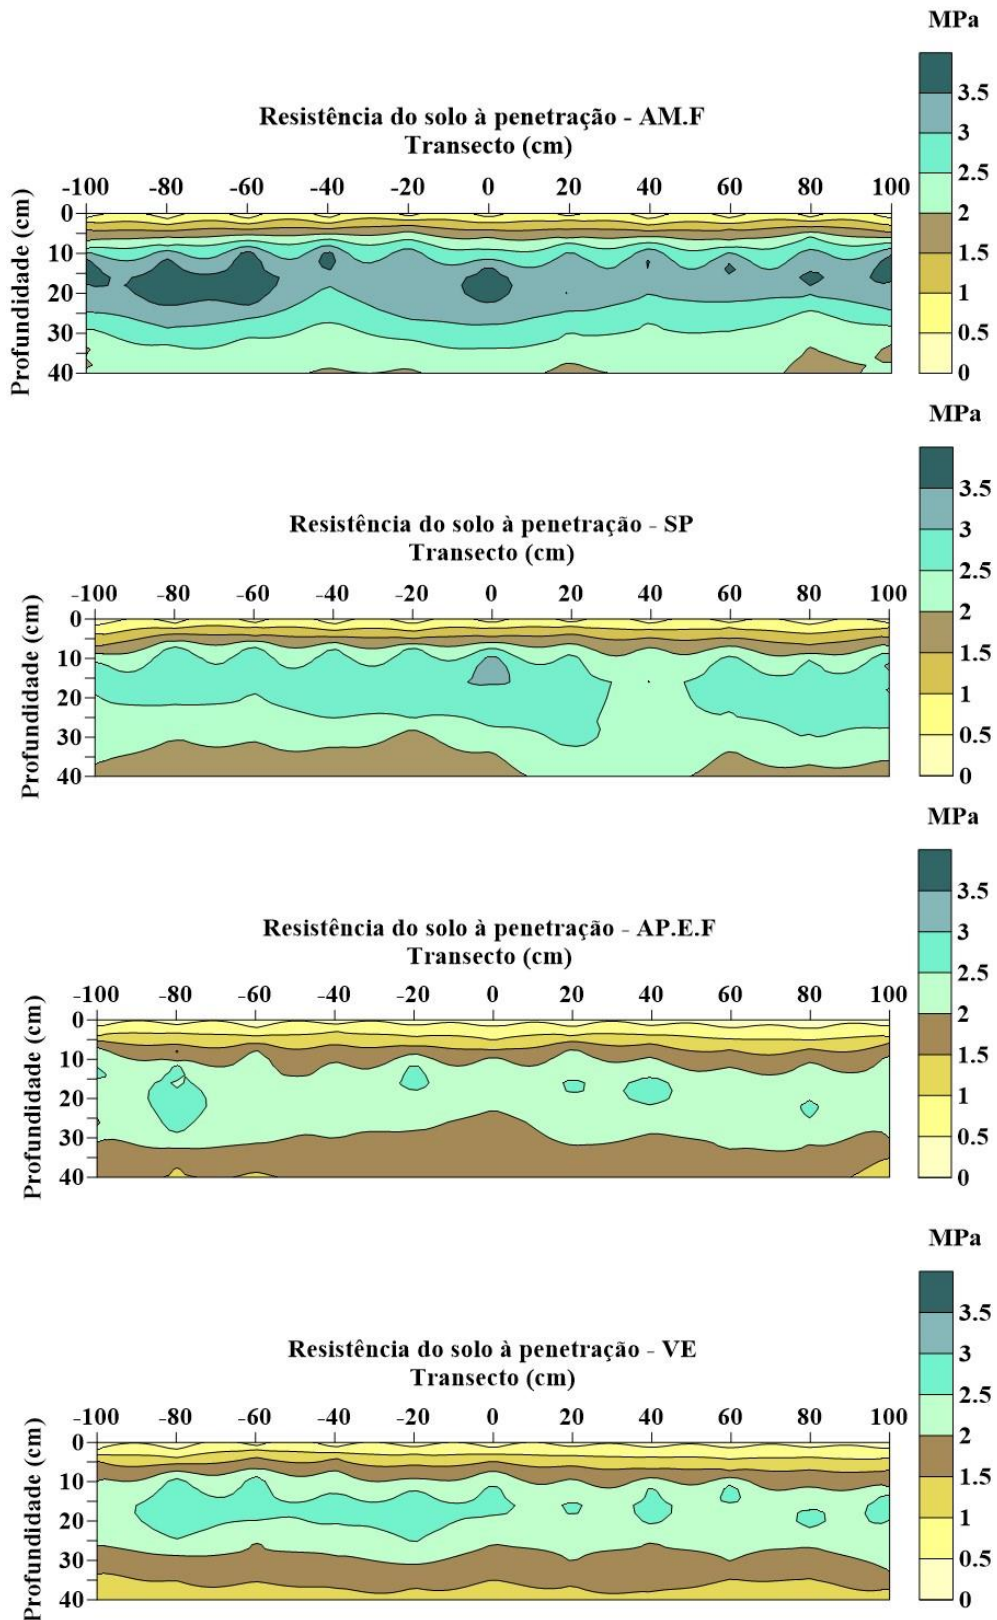 MPa
Resistência do solo à penetração - AM.F
Transecto (cm)
-100 -80 -60 -40 -20 0 20 40 60 80 100
Profundidade (cm)
0
10
20
30
40
3.5
3
2.5
2
1.5
1
0.5
0
MPa
Resistência do solo à penetração - SP
Transecto (cm)
-100 -80 -60 -40 -20 0 20 40 60 80 100
Profundidade (cm)
0
10
20
30
40
3.5
3
2.5
2
1.5
1
0.5
0
MPa
Resistência do solo à penetração - AP.E.F
Transecto (cm)
-100 -80 -60 -40 -20 0 20 40 60 80 100
Profundidade (cm)
0
10
20
30
40
3.5
3
2.5
2
1.5
1
0.5
0
MPa
Resistência do solo à penetração - VE
Transecto (cm)
-100 -80 -60 -40 -20 0 20 40 60 80 100
Profundidade (cm)
0
10
20
30
40
3.5
3
2.5
2
1.5
1
0.5
0